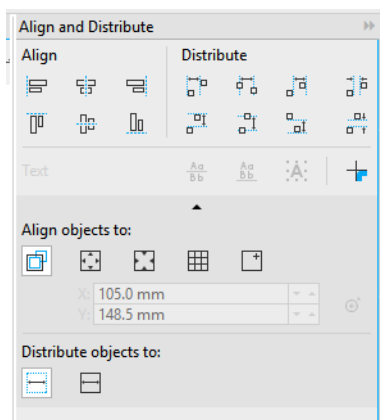 Align and Distribute
Align Distribute
Text Aa Bb Aa Bb A
Align objects to:
X: 105.0 mm
Y: 148.5 mm
Distribute objects to: